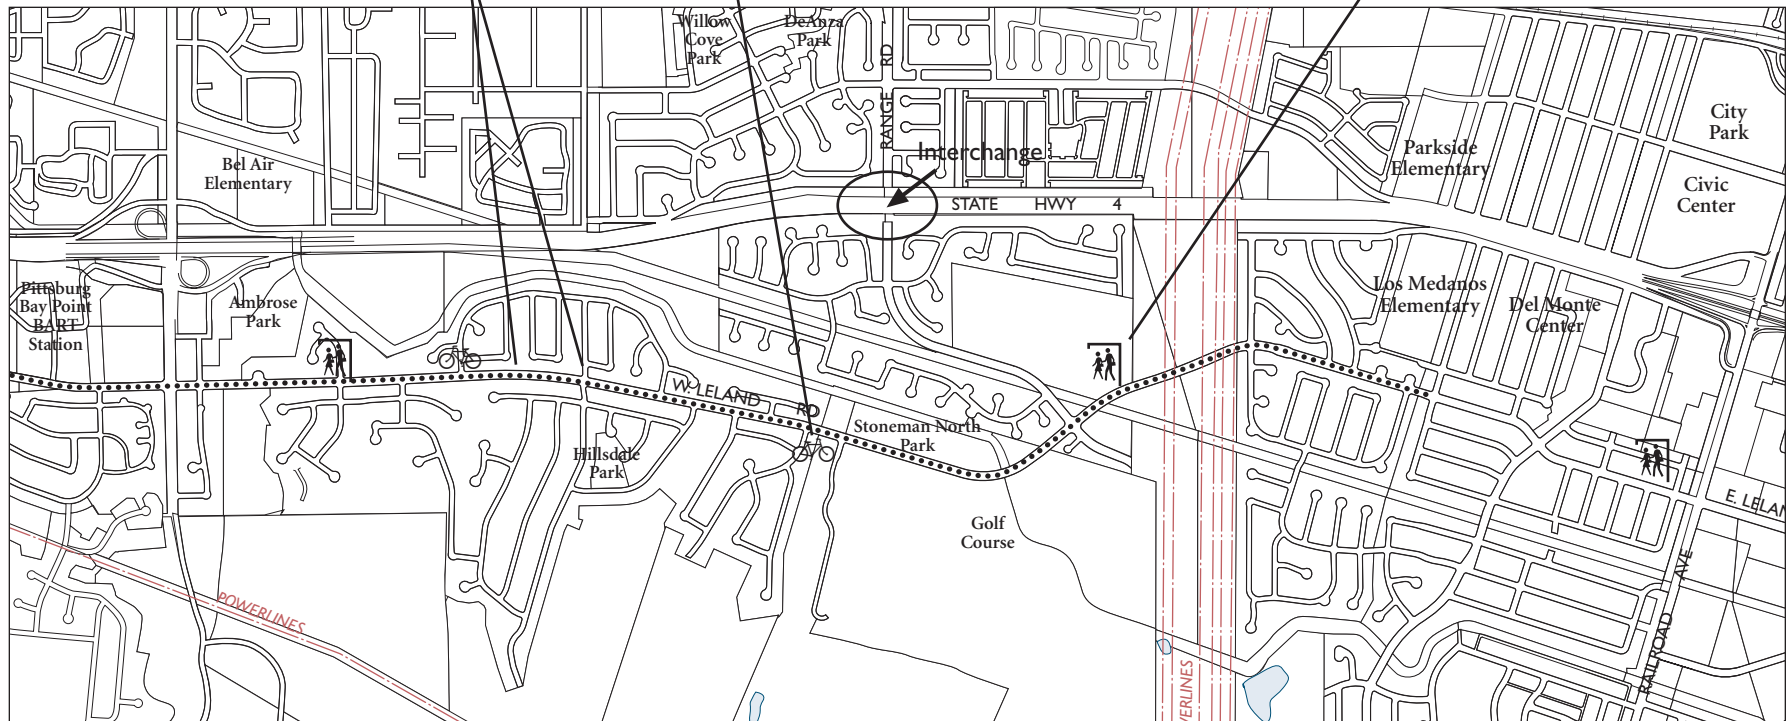 Willow
Cove
Park
DeAnza
Park
RANGE RD
City
Park
Interchange
Parkside
Elementary
Bel Air
Elementary
Civic
Center
STATE HWY 4
Pittsburg
Bay Point
BART
Station
Ambrose
Park
Los Medanos
Elementary
Del Monte
Center
W. LELAND RD
Stoneman North
Park
Hillsdale
Park
E. LELAN
Golf
Course
POWERLINES
RAILROAD AVE
VERLINES